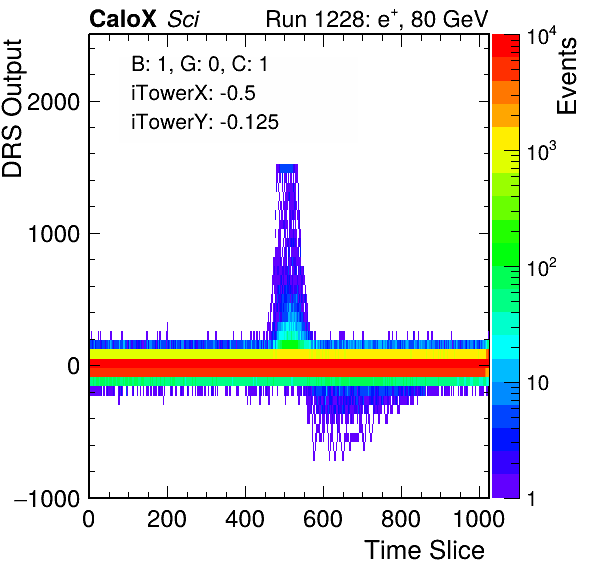 CaloX Sci Run 1228: e+, 80 GeV
B: 1, G: 0, C: 1
iTowerX: -0.5
iTowerY: -0.125
DRS Output
2000
1000
0
−1000
0 200 400 600 800 1000
Time Slice
Events
10^4
10^3
10^2
10
1